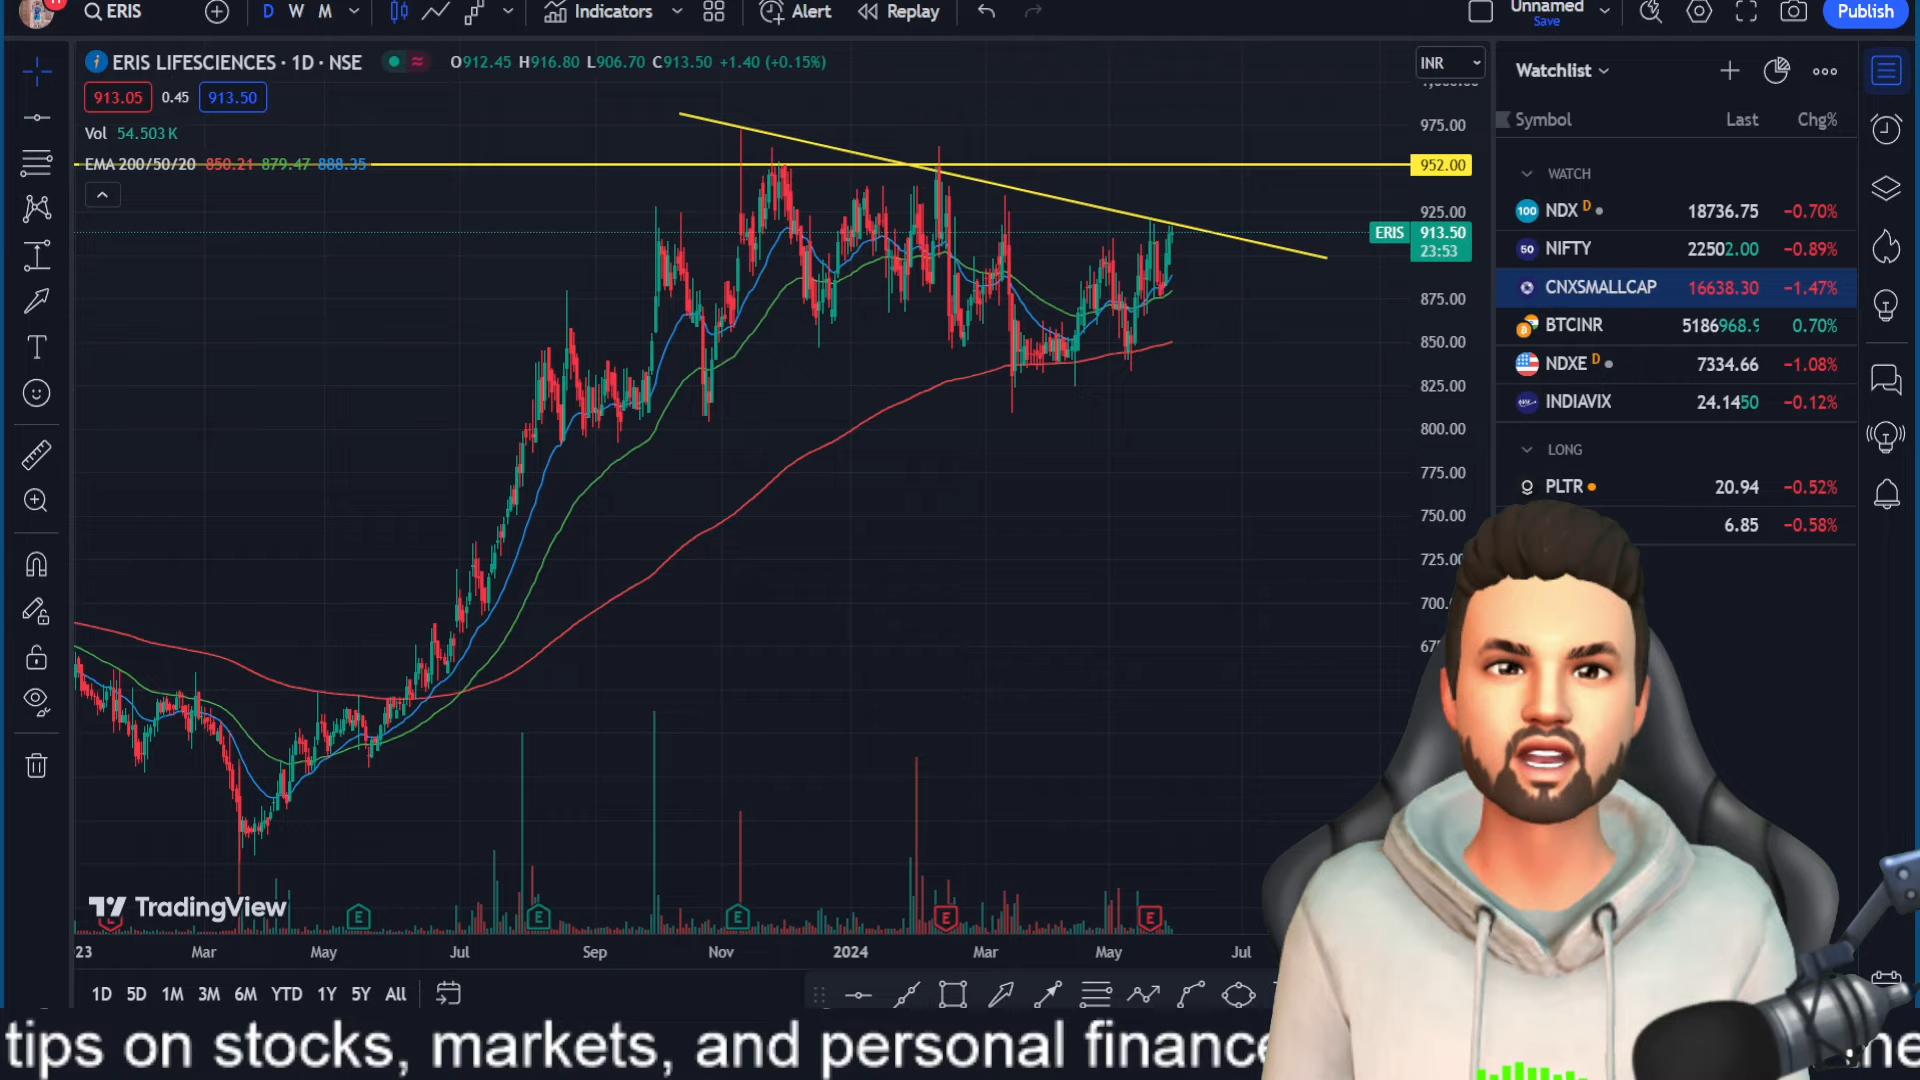 ERIS
D W M
Indicators
Alert
Replay
Unnamed
Save
Publish
ERIS LIFESCIENCES · 1D · NSE
O912.45 H916.80 L906.70 C913.50 +1.40 (+0.15%)
INR
913.05 0.45 913.50
Vol 54.503 K
EMA 200/50/20 850.21 879.47 888.35
975.00
952.00
925.00
ERIS 913.50
23:53
875.00
850.00
825.00
800.00
775.00
750.00
725.00
700.
67
Watchlist
Symbol Last Chg%
WATCH
100 NDX D 18736.75 −0.70%
50 NIFTY 22502.00 −0.89%
CNXSMALLCAP 16638.30 −1.47%
BTCINR 5186968.9 0.70%
NDXE D 7334.66 −1.08%
INDIAVIX 24.1450 −0.12%
LONG
PLTR 20.94 −0.52%
6.85 −0.58%
TradingView
E E E E E
23 Mar May Jul Sep Nov 2024 Mar May Jul
1D 5D 1M 3M 6M YTD 1Y 5Y All
tips on stocks, markets, and personal finance